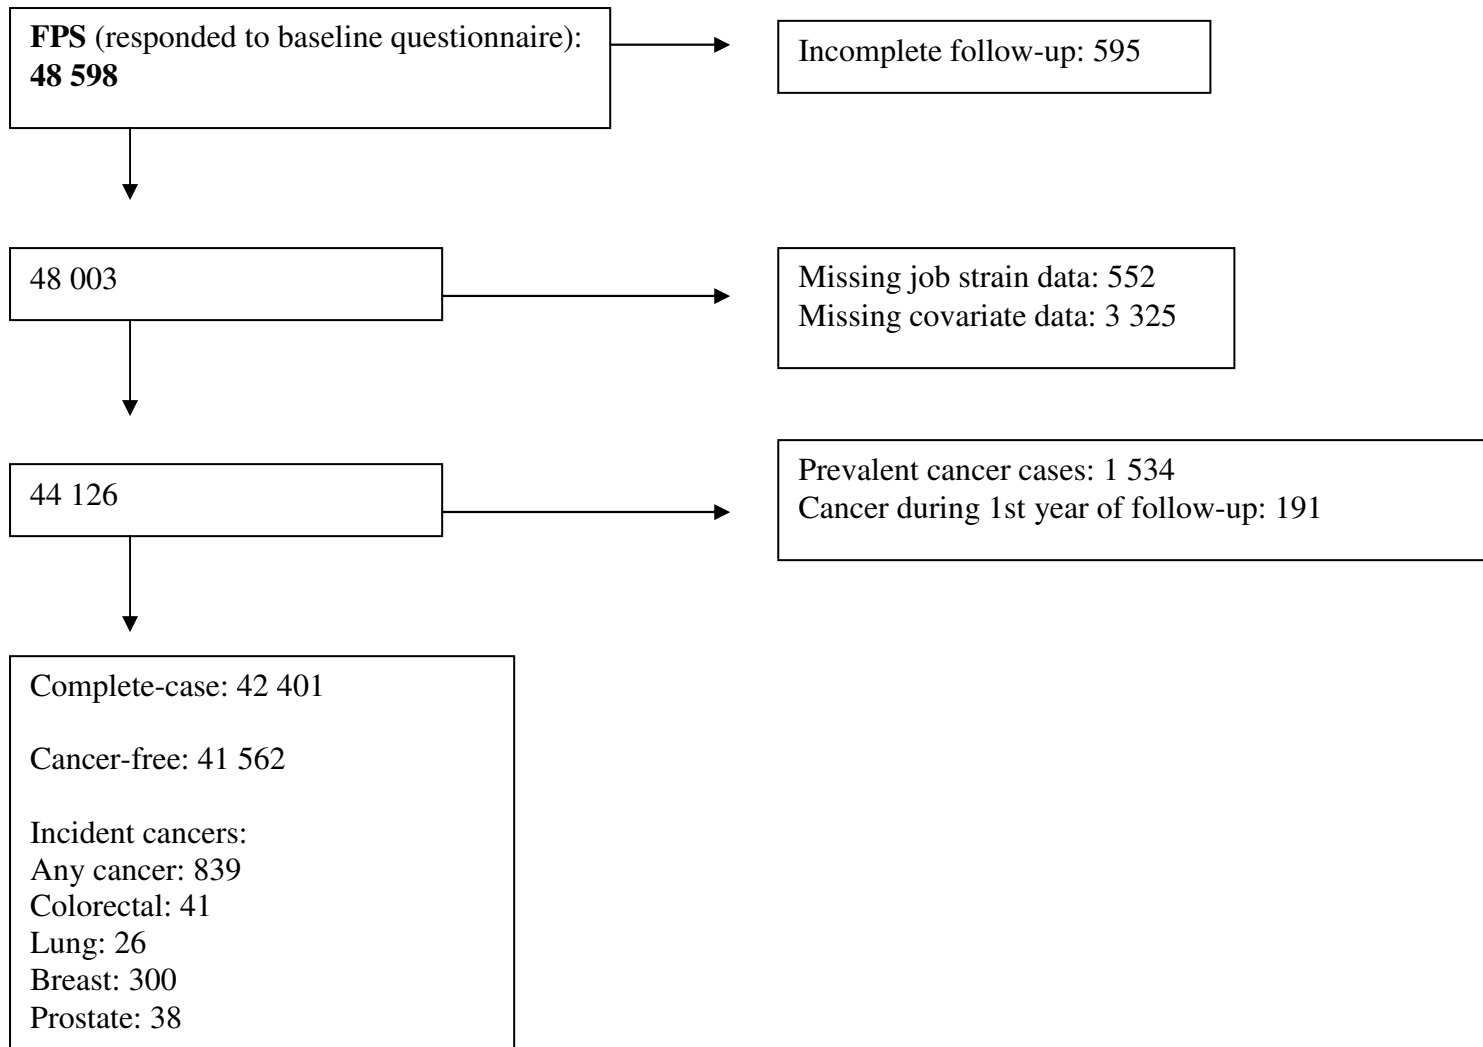 FPS (responded to baseline questionnaire):
48 598
Incomplete follow-up: 595
48 003
Missing job strain data: 552
Missing covariate data: 3 325
44 126
Prevalent cancer cases: 1 534
Cancer during 1st year of follow-up: 191
Complete-case: 42 401
Cancer-free: 41 562
Incident cancers:
Any cancer: 839
Colorectal: 41
Lung: 26
Breast: 300
Prostate: 38